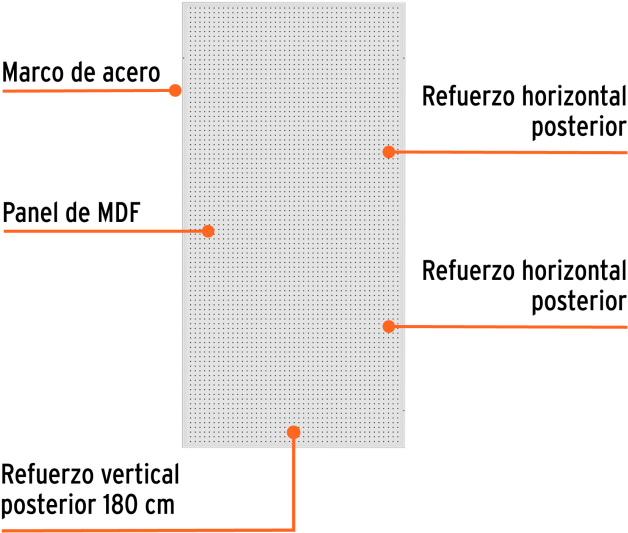 Marco de acero
Refuerzo horizontal
posterior
Panel de MDF
Refuerzo horizontal
posterior
Refuerzo vertical
posterior 180 cm